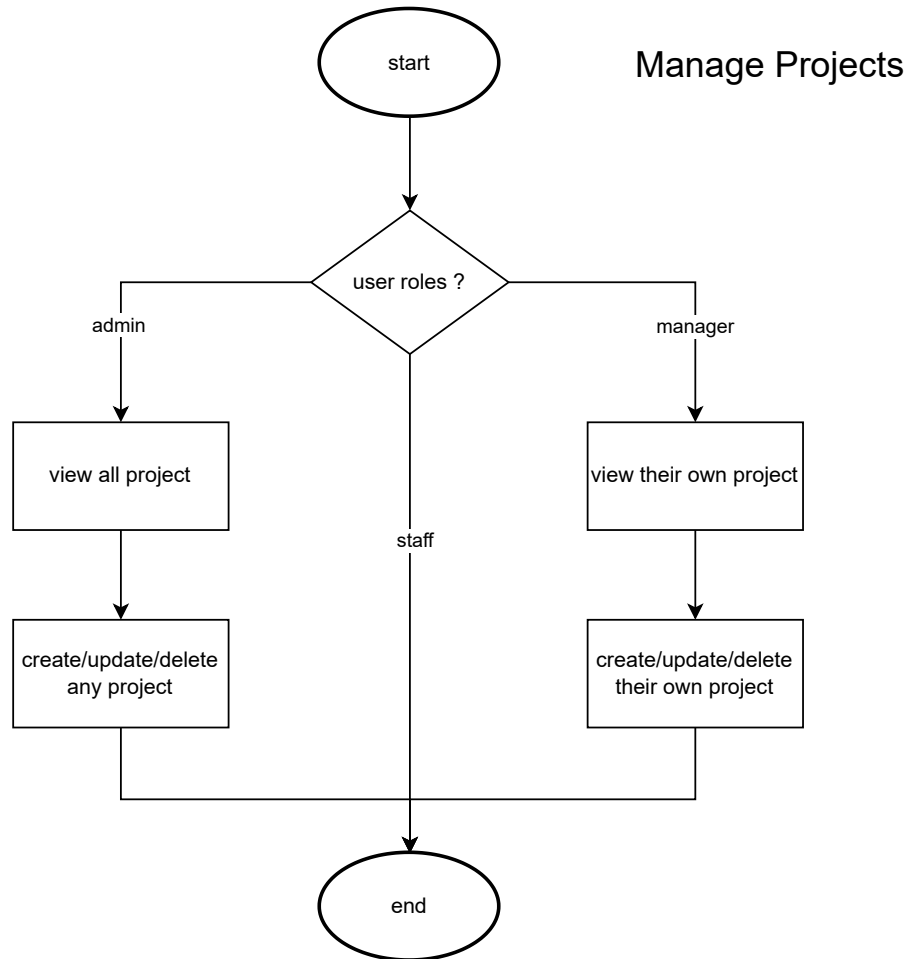 start
Manage Projects
user roles ?
admin
manager
view all project
view their own project
staff
create/update/delete
any project
create/update/delete
their own project
end